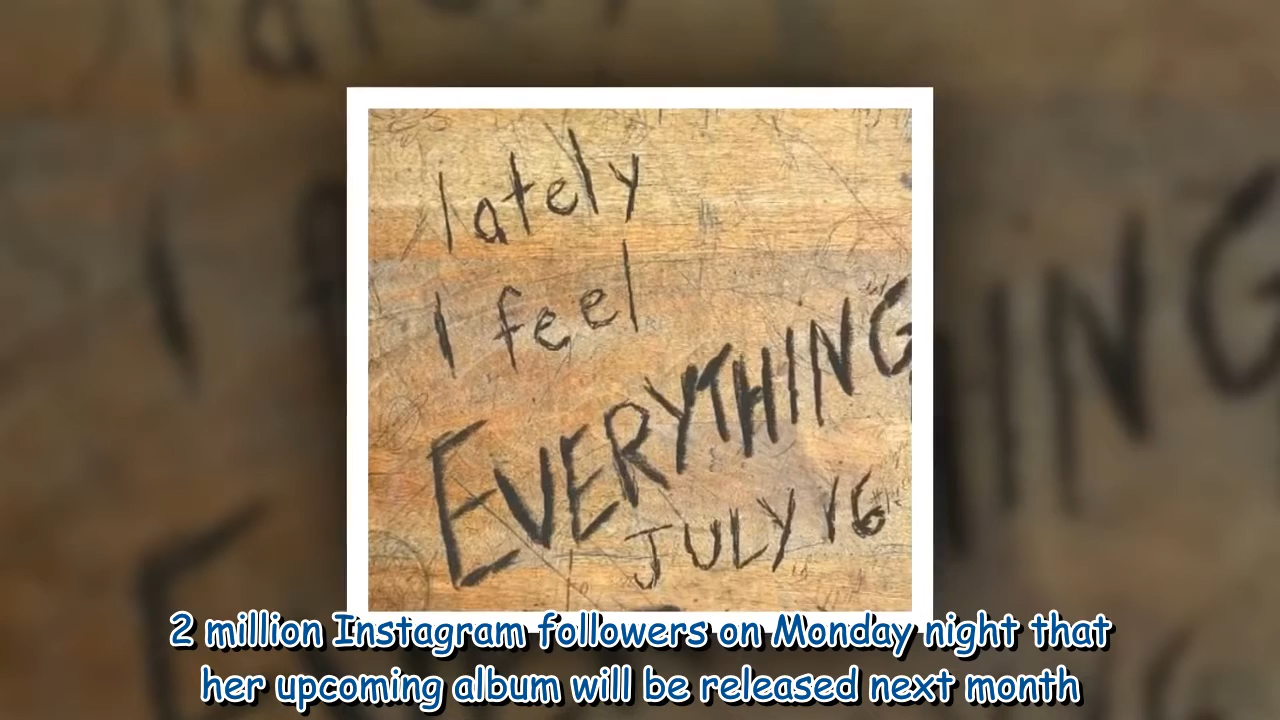 lately
I feel
EVERYTHING
JULY 16
2 million Instagram followers on Monday night that
her upcoming album will be released next month